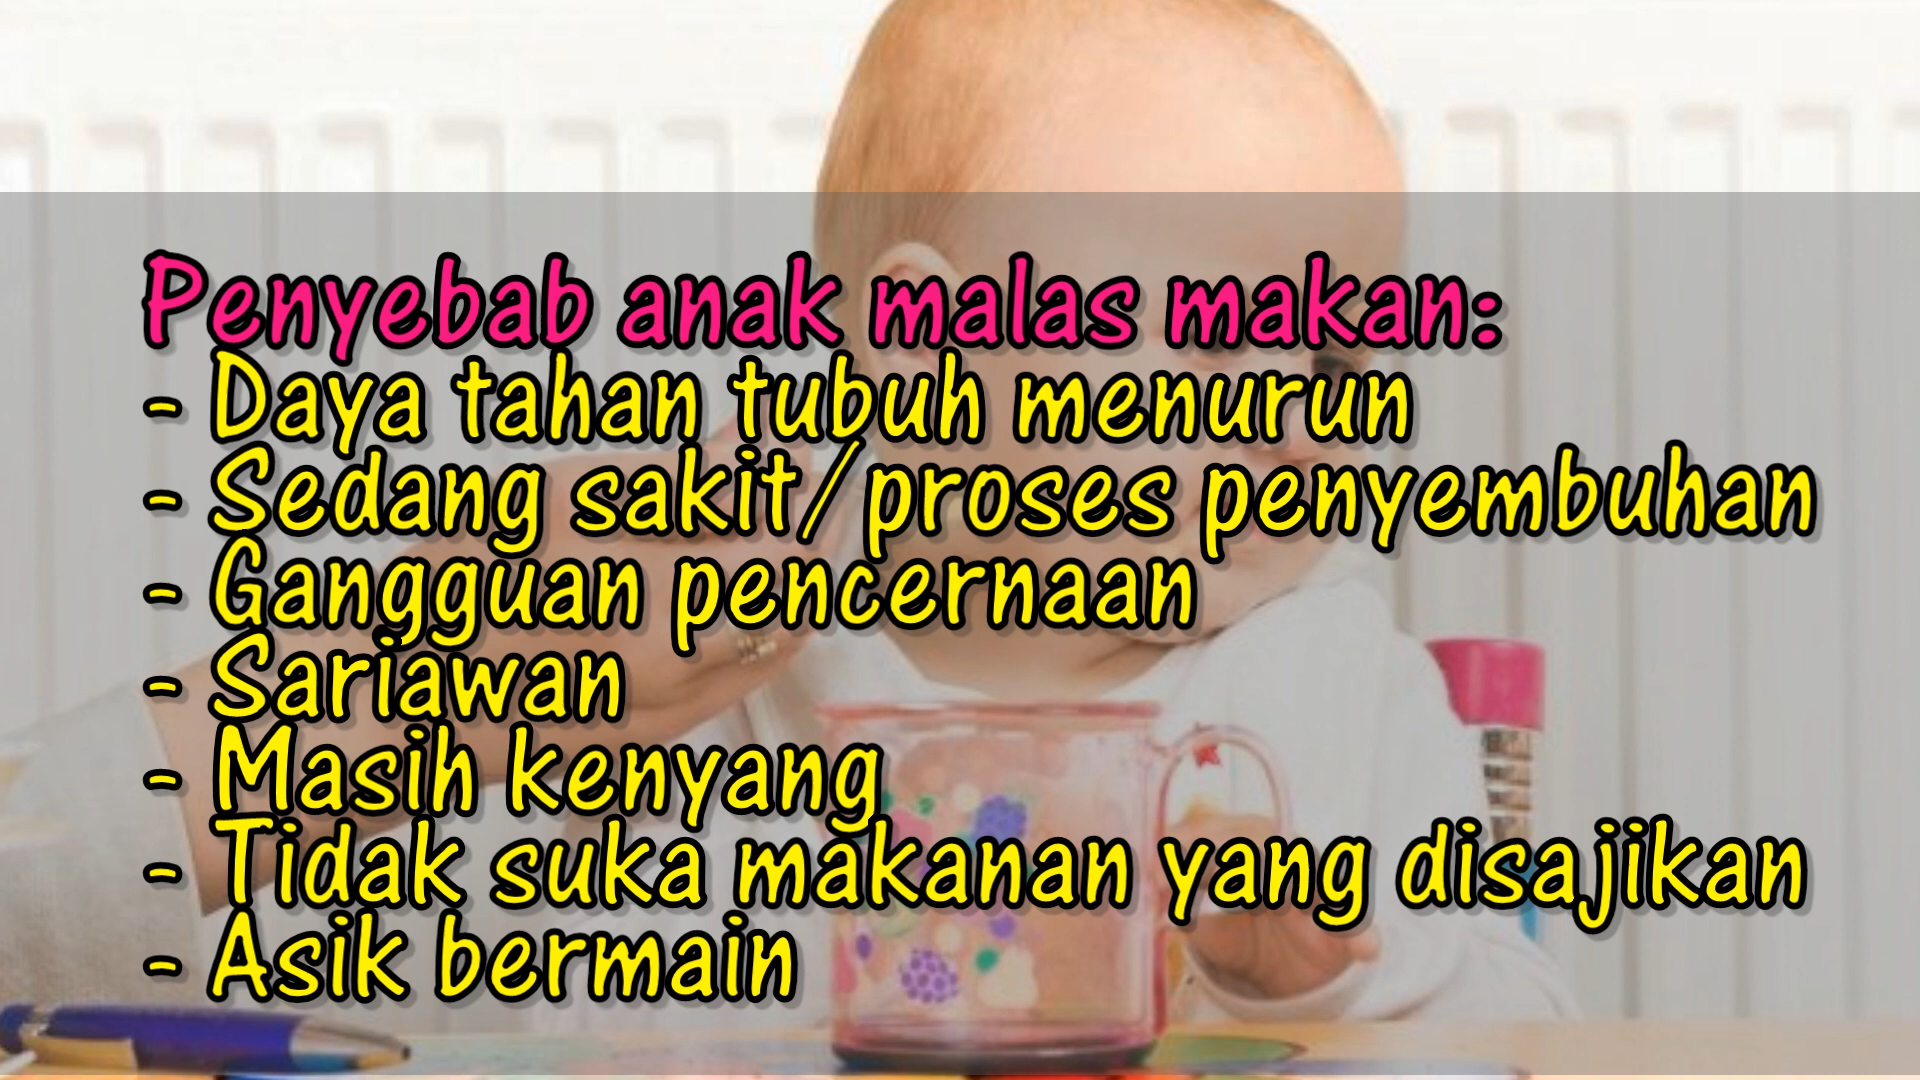 Penyebab anak malas makan:
- Daya tahan tubuh menurun
- Sedang sakit/proses penyembuhan
- Gangguan pencernaan
- Sariawan
- Masih kenyang
- Tidak suka makanan yang disajikan
- Asik bermain